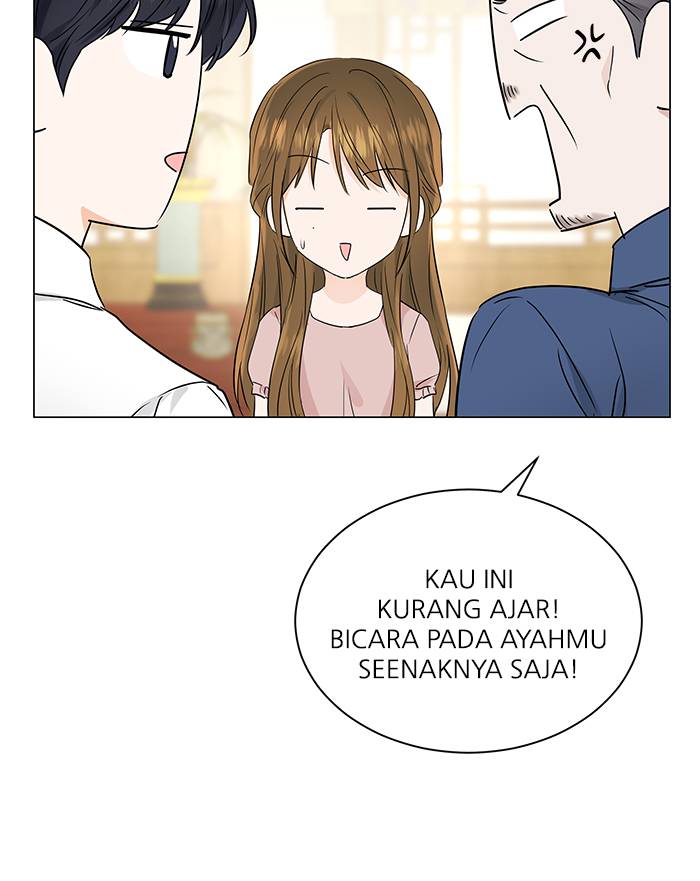 KAU INI
KURANG AJAR!
BICARA PADA AYAHMU
SEENAKNYA SAJA!